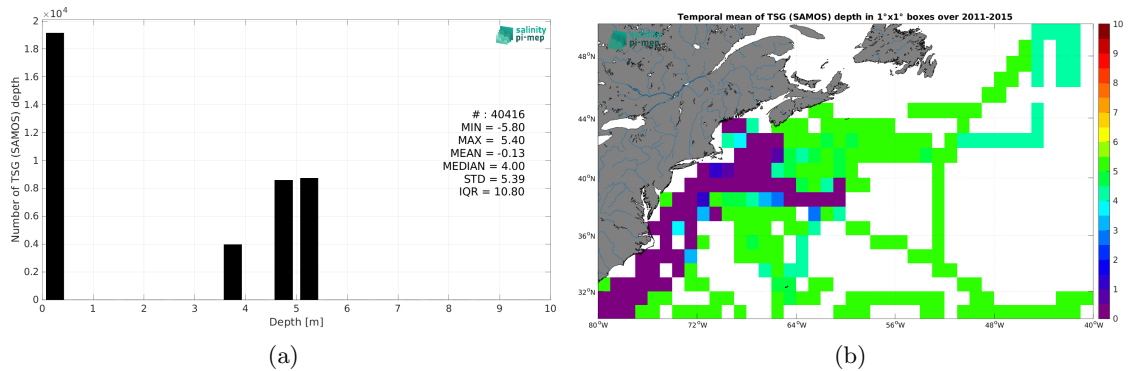 ×10⁴
2
1.8
1.6
1.4
1.2
1
0.8
0.6
0.4
0.2
0
Number of TSG (SAMOS) depth
salinity
pi-mep
# : 40416
MIN = -5.80
MAX = 5.40
MEAN = -0.13
MEDIAN = 4.00
STD = 5.39
IQR = 10.80
0 1 2 3 4 5 6 7 8 9 10
Depth [m]
(a)
Temporal mean of TSG (SAMOS) depth in 1°x1° boxes over 2011-2015
salinity
pi-mep
48°N
44°N
40°N
36°N
32°N
80°W 72°W 64°W 56°W 48°W 40°W
10
9
8
7
6
5
4
3
2
1
0
(b)